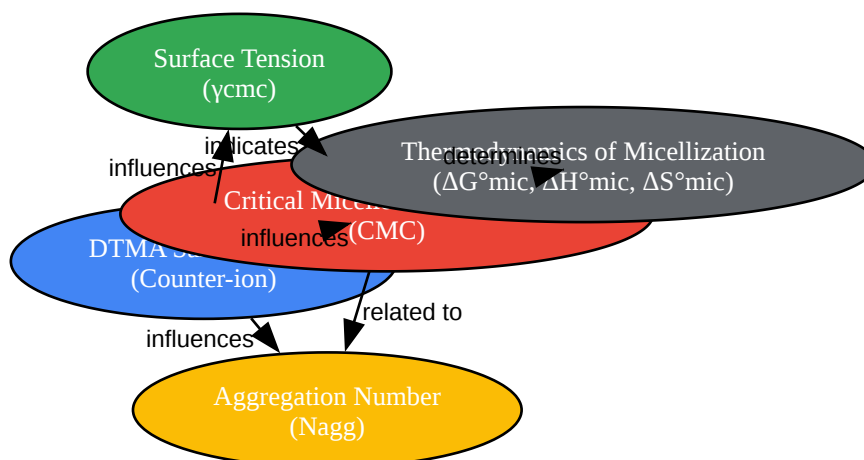 Surface Tension
(γcmc)
indicates
influences
Thermodynamics of Micellization
determines
(ΔG°mic, ΔH°mic, ΔS°mic)
Critical
(CMC)
influences
DTMA
(Counter-ion)
related to
influences
Aggregation Number
(Nagg)